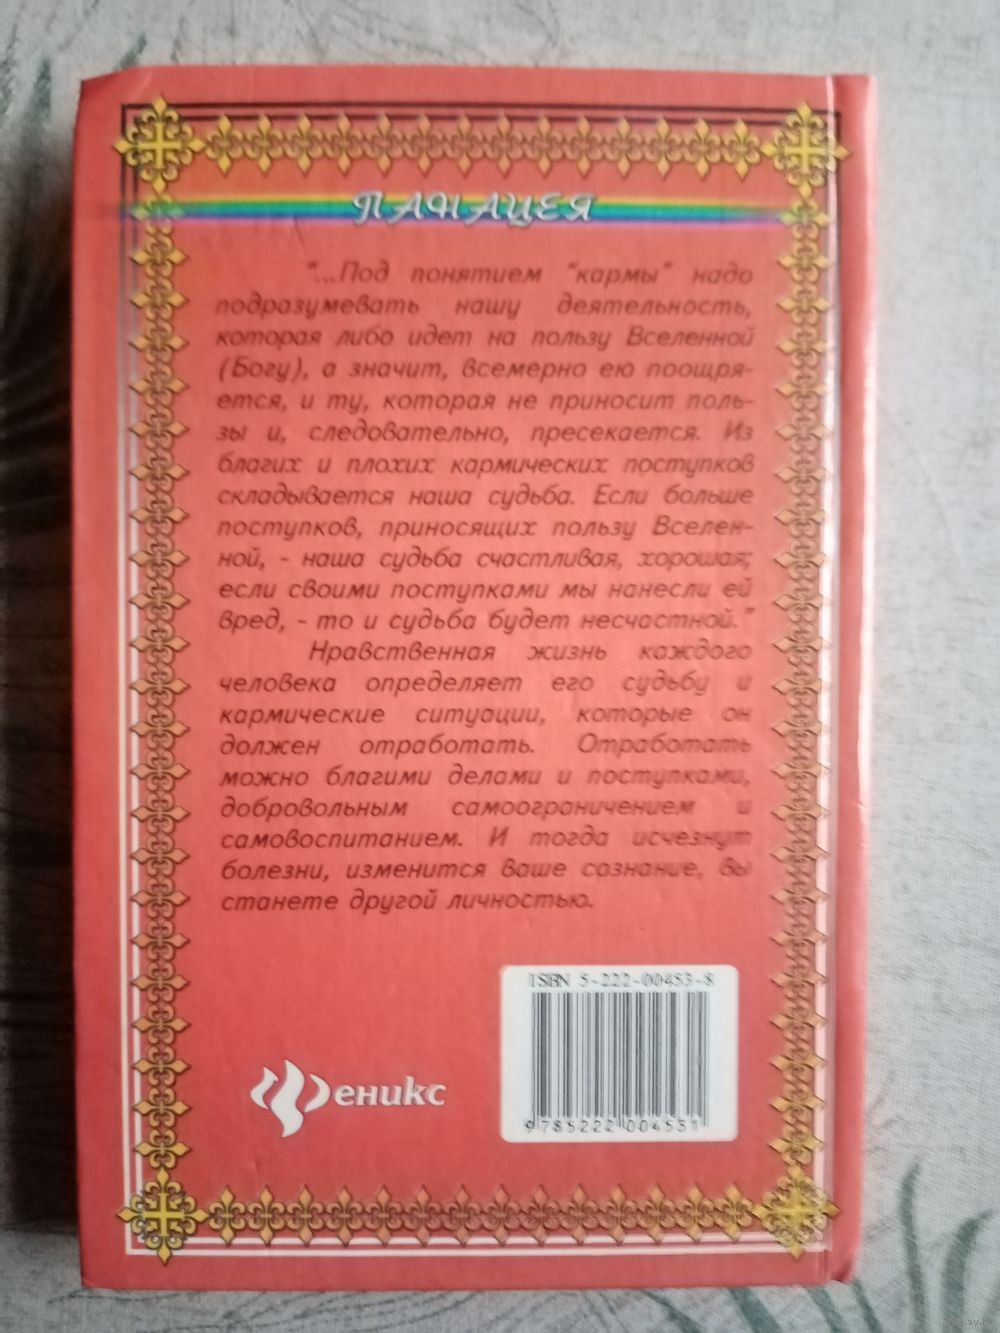 ПАНАЦЕЯ
"...Под понятием "кармы" надо
подразумевать нашу деятельность,
которая либо идет на пользу Вселенной
(Богу), а значит, всемерно ею поощря-
ется, и ту, которая не приносит поль-
зы и, следовательно, пресекается. Из
благих и плохих кармических поступков
складывается наша судьба. Если больше
поступков, приносящих пользу Вселен-
ной, - наша судьба счастливая, хорошая;
если своими поступками мы нанесли ей
вред, - то и судьба будет несчастной."
Нравственная жизнь каждого
человека определяет его судьбу и
кармические ситуации, которые он
должен отработать. Отработать
можно благими делами и поступками,
добровольным самоограничением и
самовоспитанием. И тогда исчезнут
болезни, изменится ваше сознание, вы
станете другой личностью.
ISBN 5-222-00453-8
9 785222 004531
Феникс